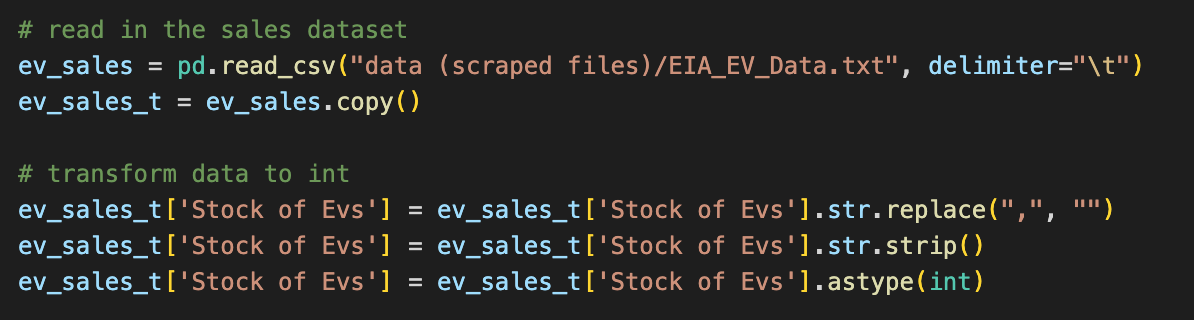 # read in the sales dataset
ev_sales = pd.read_csv("data (scraped files)/EIA_EV_Data.txt", delimiter="\t")
ev_sales_t = ev_sales.copy()
# transform data to int
ev_sales_t['Stock of Evs'] = ev_sales_t['Stock of Evs'].str.replace(",", "")
ev_sales_t['Stock of Evs'] = ev_sales_t['Stock of Evs'].str.strip()
ev_sales_t['Stock of Evs'] = ev_sales_t['Stock of Evs'].astype(int)